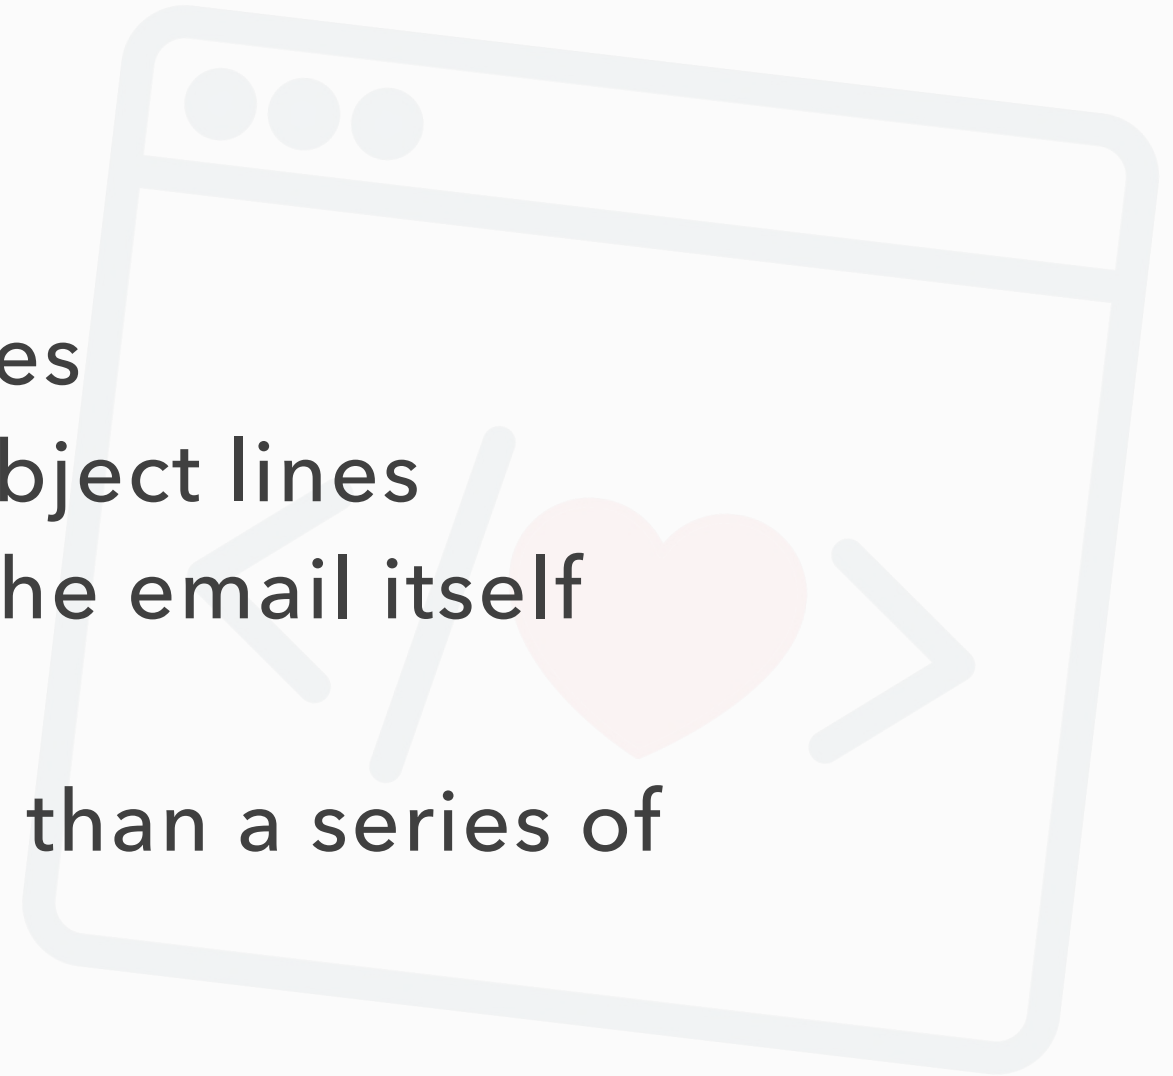 es
bject lines
he email itself
than a series of